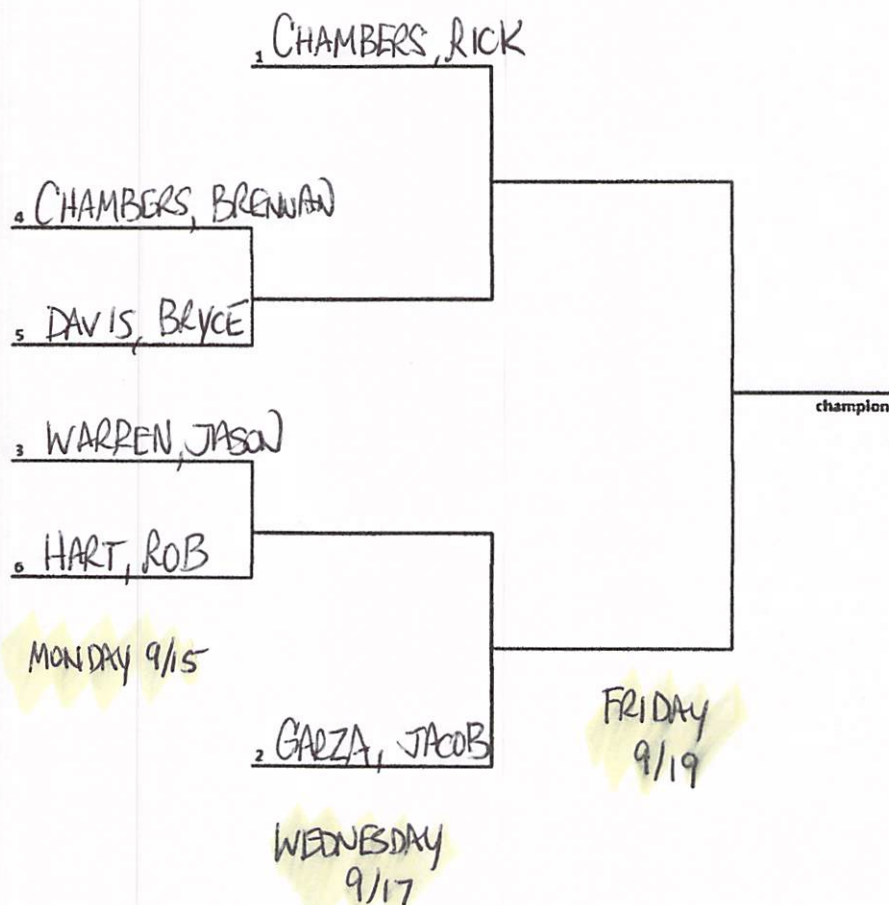 1 CHAMBERS, RICK
4 CHAMBERS, BRENNAN
5 DAVIS, BRYCE
3 WARREN, JASON
6 HART, ROB
MONDAY 9/15
2 GARZA, JACOB
WEDNESDAY
9/17
FRIDAY
9/19
champion